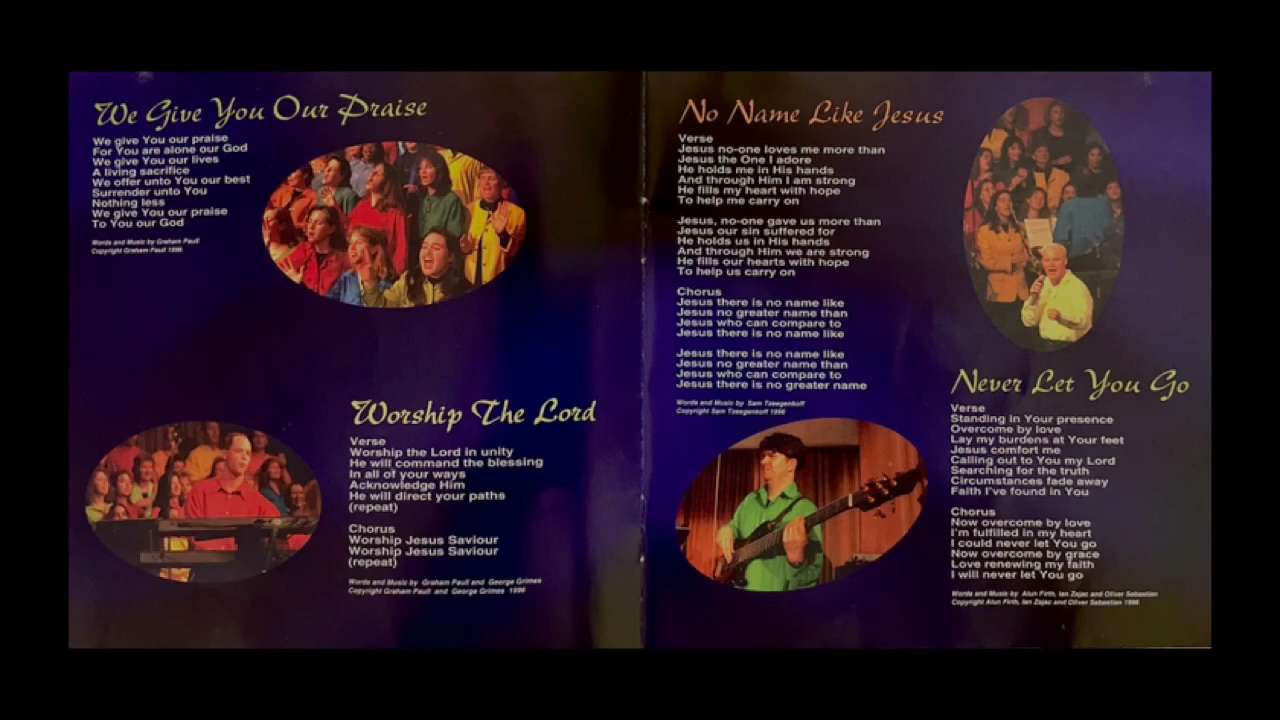 We Give You Our Praise
We give You our praise
For You are alone our God
We give You our lives
A living sacrifice
We offer unto You our best
Surrender unto You
Nothing less
We give You our praise
To You our God
Words and Music by Graham Paull
Copyright Graham Paull 1996
Worship The Lord
Verse
Worship the Lord in unity
He will command the blessing
In all of your ways
Acknowledge Him
He will direct your paths
(repeat)
Chorus
Worship Jesus Saviour
Worship Jesus Saviour
(repeat)
Words and Music by Graham Paull and George Grimes
Copyright Graham Paull and George Grimes 1996
No Name Like Jesus
Verse
Jesus no-one loves me more than
Jesus the One I adore
He holds me in His hands
And through Him I am strong
He fills my heart with hope
To help me carry on
Jesus, no-one gave us more than
Jesus our sin suffered for
He holds us in His hands
And through Him we are strong
He fills our hearts with hope
To help us carry on
Chorus
Jesus there is no name like
Jesus no greater name than
Jesus who can compare to
Jesus there is no name like
Jesus there is no name like
Jesus no greater name than
Jesus who can compare to
Jesus there is no greater name
Words and Music by Sam
Copyright Sam 1996
Never Let You Go
Verse
Standing in Your presence
Overcome by love
Lay my burdens at Your feet
Jesus comfort me
Calling out to You my Lord
Searching for the truth
Circumstances fade away
Faith I've found in You
Chorus
Now overcome by love
I'm fulfilled in my heart
I could never let You go
Now overcome by grace
Love renewing my faith
I will never let You go
Words and Music by Alun Firth, Ian Zajac and Oliver Sebastian
Copyright Alun Firth, Ian Zajac and Oliver Sebastian 1996